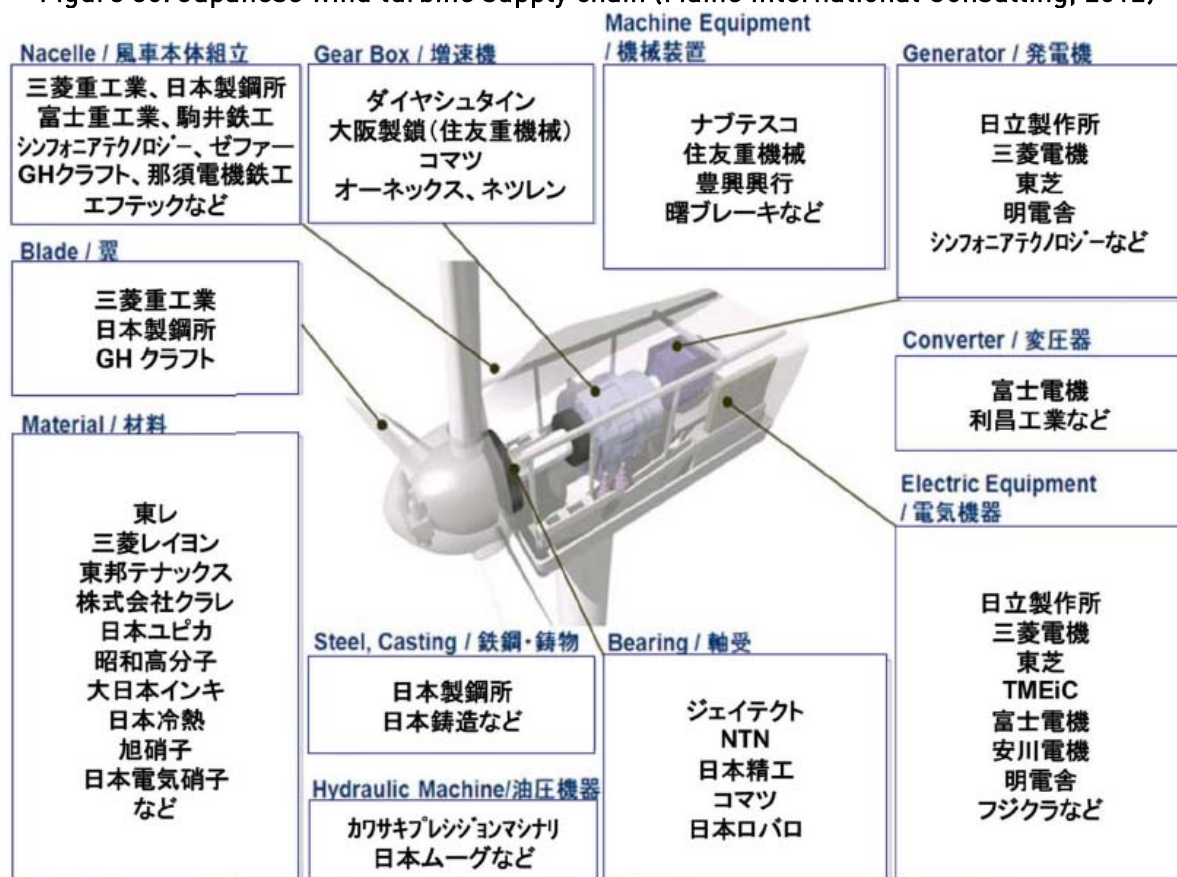 Nacelle / 風車本体組立
三菱重工業、日本製鋼所
富士重工業、駒井鉄工
シンフォニアテクノロジー、ゼファー
GHクラフト、那須電機鉄工
エフテックなど
Gear Box / 増速機
ダイヤシュタイン
大阪製鎖(住友重機械)
コマツ
オーネックス、ネツレン
Machine Equipment
/ 機械装置
ナブテスコ
住友重機械
豊興興行
曙ブレーキなど
Generator / 発電機
日立製作所
三菱電機
東芝
明電舎
シンフォニアテクノロジーなど
Blade / 翼
三菱重工業
日本製鋼所
GH クラフト
Converter / 変圧器
富士電機
利昌工業など
Material / 材料
東レ
三菱レイヨン
東邦テナックス
株式会社クラレ
日本ユピカ
昭和高分子
大日本インキ
日本冷熱
旭硝子
日本電気硝子
など
Steel, Casting / 鉄鋼・鋳物
日本製鋼所
日本鋳造など
Hydraulic Machine/油圧機器
カワサキプレシジョンマシナリ
日本ムーグなど
Bearing / 軸受
ジェイテクト
NTN
日本精工
コマツ
日本ロバロ
Electric Equipment
/ 電気機器
日立製作所
三菱電機
東芝
TMEiC
富士電機
安川電機
明電舎
フジクラなど